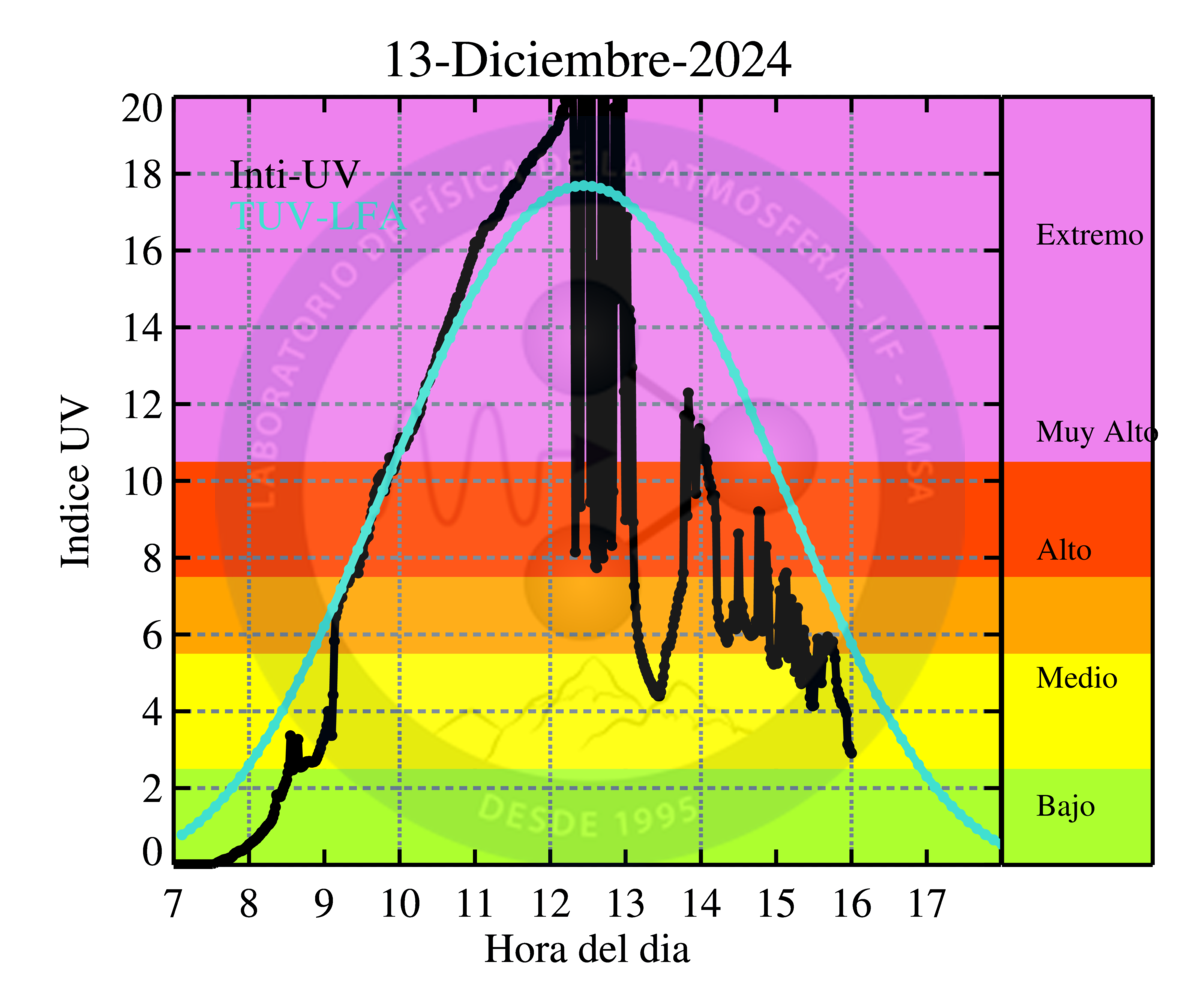 13-Diciembre-2024
20
18
16
14
12
10
8
6
4
2
0
Indice UV
Inti-UV
TUV-LFA
LABORATORIO DE FÍSICA DE LA ATMÓSFERA - IIF - UMSA
DESDE 1995
Extremo
Muy Alto
Alto
Medio
Bajo
7 8 9 10 11 12 13 14 15 16 17
Hora del dia